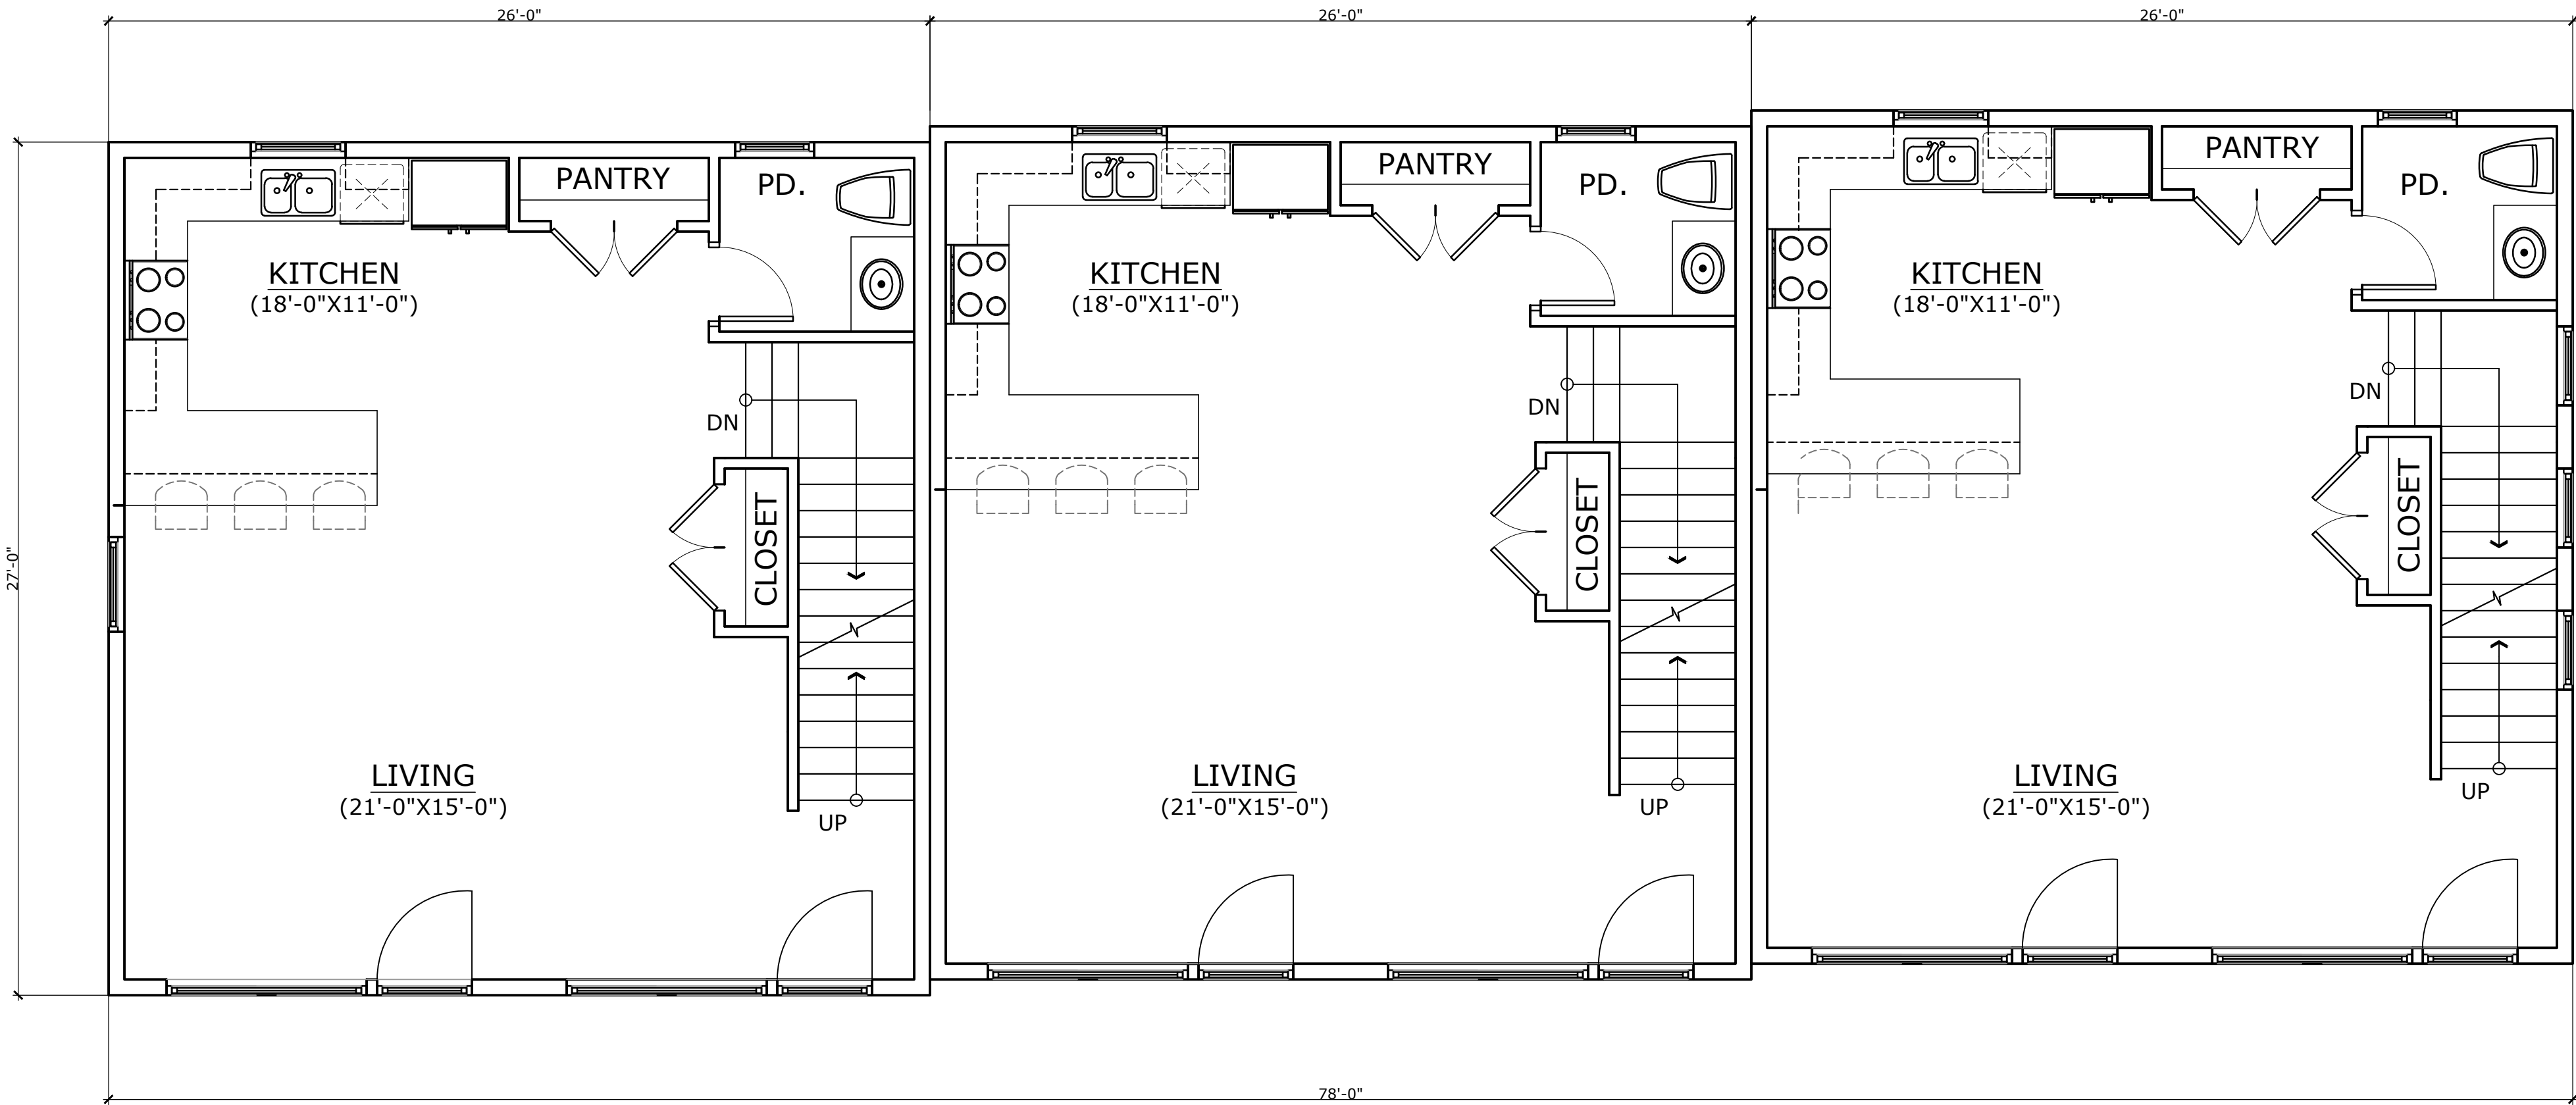 26'-0"
26'-0"
26'-0"
27'-0"
PANTRY
PD.
KITCHEN
(18'-0"X11'-0")
DN
CLOSET
LIVING
(21'-0"X15'-0")
UP
PANTRY
PD.
KITCHEN
(18'-0"X11'-0")
DN
CLOSET
LIVING
(21'-0"X15'-0")
UP
PANTRY
PD.
KITCHEN
(18'-0"X11'-0")
DN
CLOSET
LIVING
(21'-0"X15'-0")
UP
78'-0"